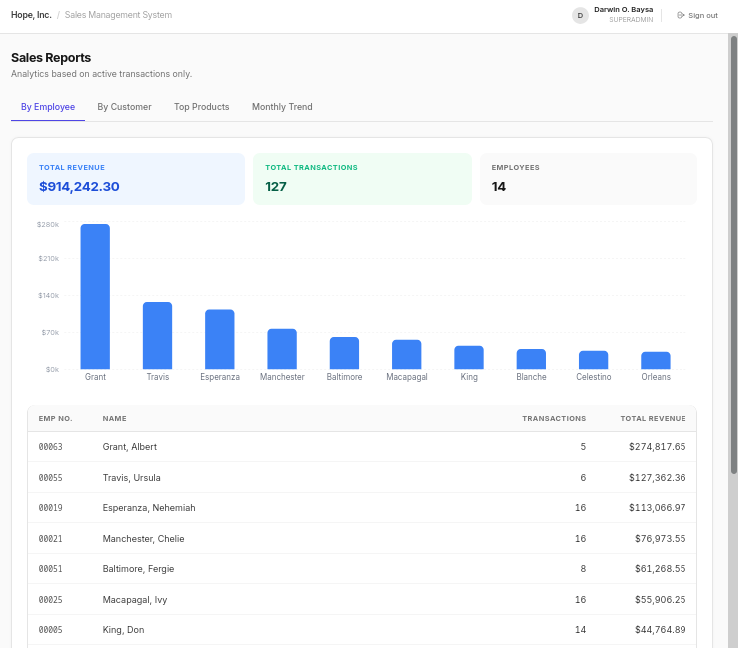 Hope, Inc. / Sales Management System
D
Darwin O. Baysa
SUPERADMIN
Sign out
Sales Reports
Analytics based on active transactions only.
By Employee By Customer Top Products Monthly Trend
TOTAL REVENUE
$914,242.30
TOTAL TRANSACTIONS
127
EMPLOYEES
14
$280k
$210k
$140k
$70k
$0k
Grant Travis Esperanza Manchester Baltimore Macapagal King Blanche Celestino Orleans
EMP NO. NAME TRANSACTIONS TOTAL REVENUE
00063 Grant, Albert 5 $274,817.65
00055 Travis, Ursula 6 $127,362.36
00019 Esperanza, Nehemiah 16 $113,066.97
00021 Manchester, Chelie 16 $76,973.55
00051 Baltimore, Fergie 8 $61,268.55
00025 Macapagal, Ivy 16 $55,906.25
00005 King, Don 14 $44,764.89